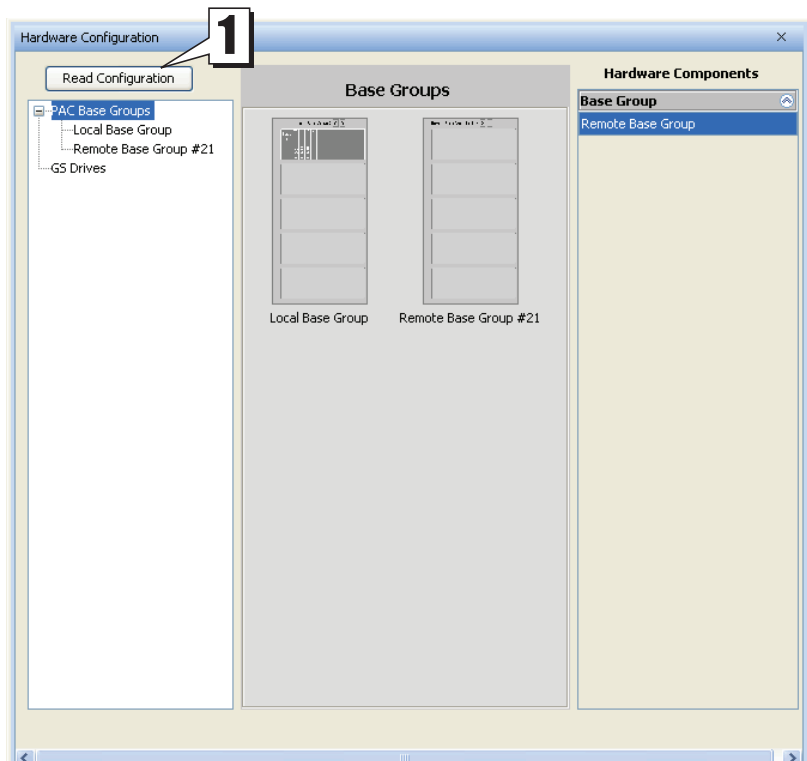 Hardware Configuration
1
Read Configuration
PAC Base Groups
Local Base Group
Remote Base Group #21
GS Drives
Base Groups
Local Base Group
Remote Base Group #21
Hardware Components
Base Group
Remote Base Group